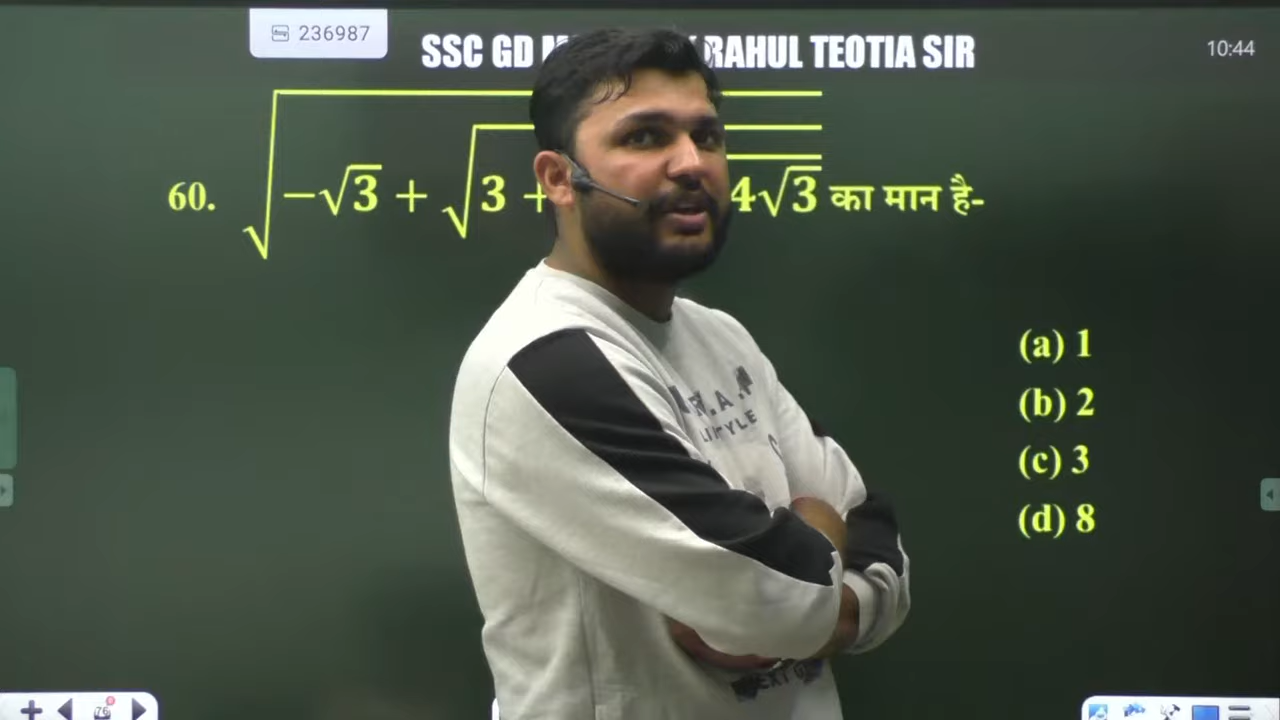 236987
SSC GD RAHUL TEOTIA SIR
10:44
60. √(−√3 + √(3 + 4√3 का मान है-
(a) 1
(b) 2
(c) 3
(d) 8